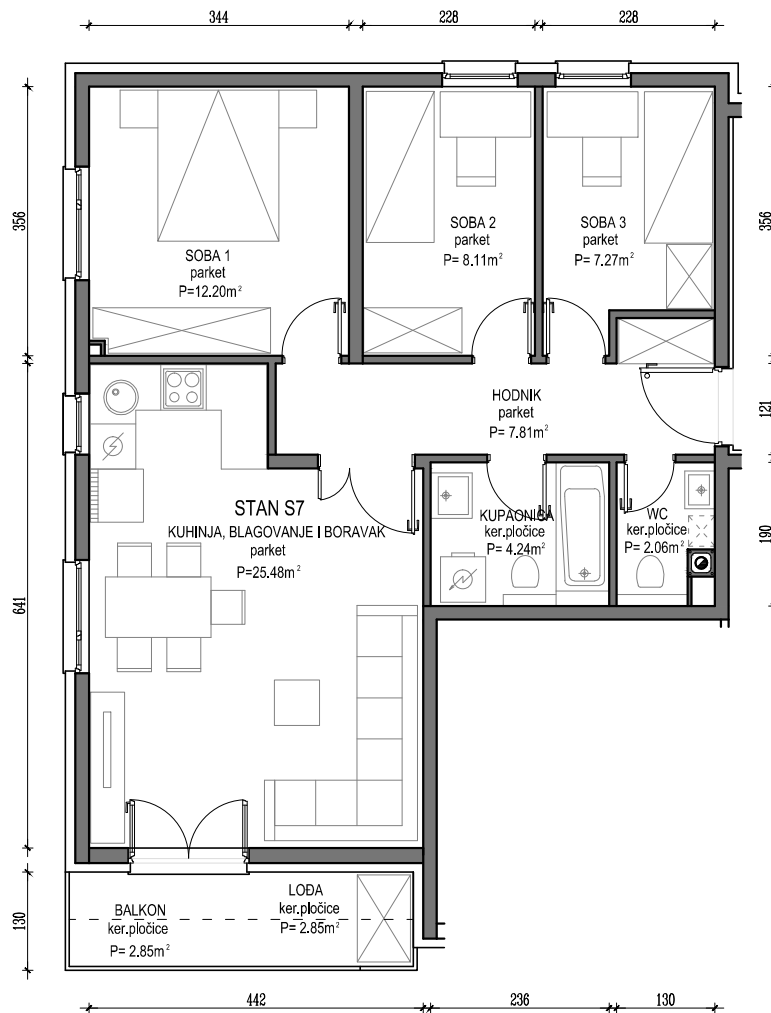 344
228
228
356
356
SOBA 1
parket
P=12.20m²
SOBA 2
parket
P= 8.11m²
SOBA 3
parket
P= 7.27m²
HODNIK
parket
P= 7.81m²
121
STAN S7
KUHINJA, BLAGOVANJE I BORAVAK
parket
P=25.48m²
KUPAONICA
ker.pločice
P= 4.24m²
WC
ker.pločice
P= 2.06m²
190
641
BALKON
ker.pločice
P= 2.85m²
LOĐA
ker.pločice
P= 2.85m²
130
442
236
130